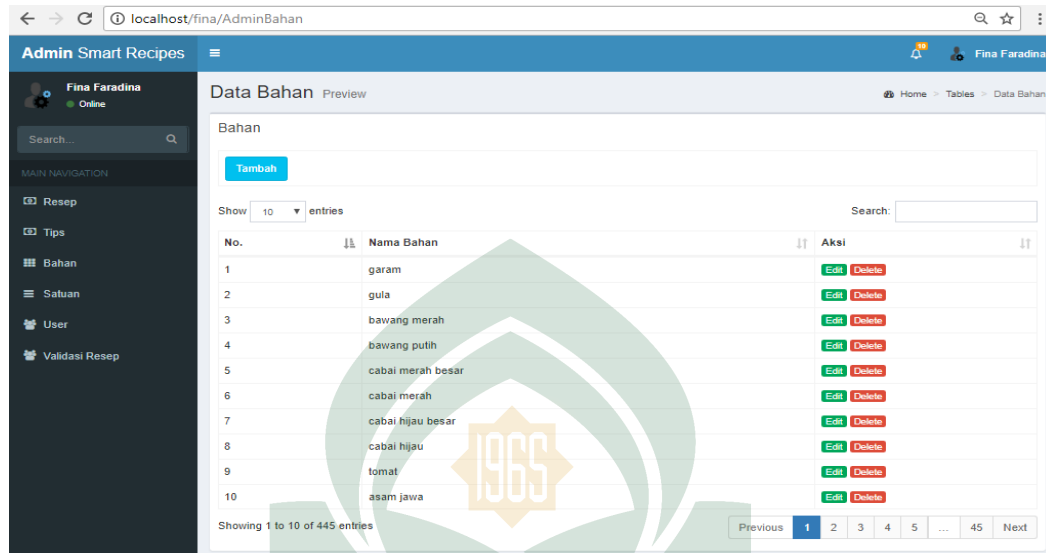 localhost/fina/AdminBahan
Admin Smart Recipes
10
Fina Faradina
Fina Faradina
Online
Search...
MAIN NAVIGATION
Resep
Tips
Bahan
Satuan
User
Validasi Resep
Data Bahan Preview
Home > Tables > Data Bahan
Bahan
Tambah
Show 10 entries Search:
No. Nama Bahan Aksi
1 garam Edit Delete
2 gula Edit Delete
3 bawang merah Edit Delete
4 bawang putih Edit Delete
5 cabai merah besar Edit Delete
6 cabai merah Edit Delete
7 cabai hijau besar Edit Delete
8 cabai hijau Edit Delete
9 tomat Edit Delete
10 asam jawa Edit Delete
1965
Showing 1 to 10 of 445 entries Previous 1 2 3 4 5 ... 45 Next